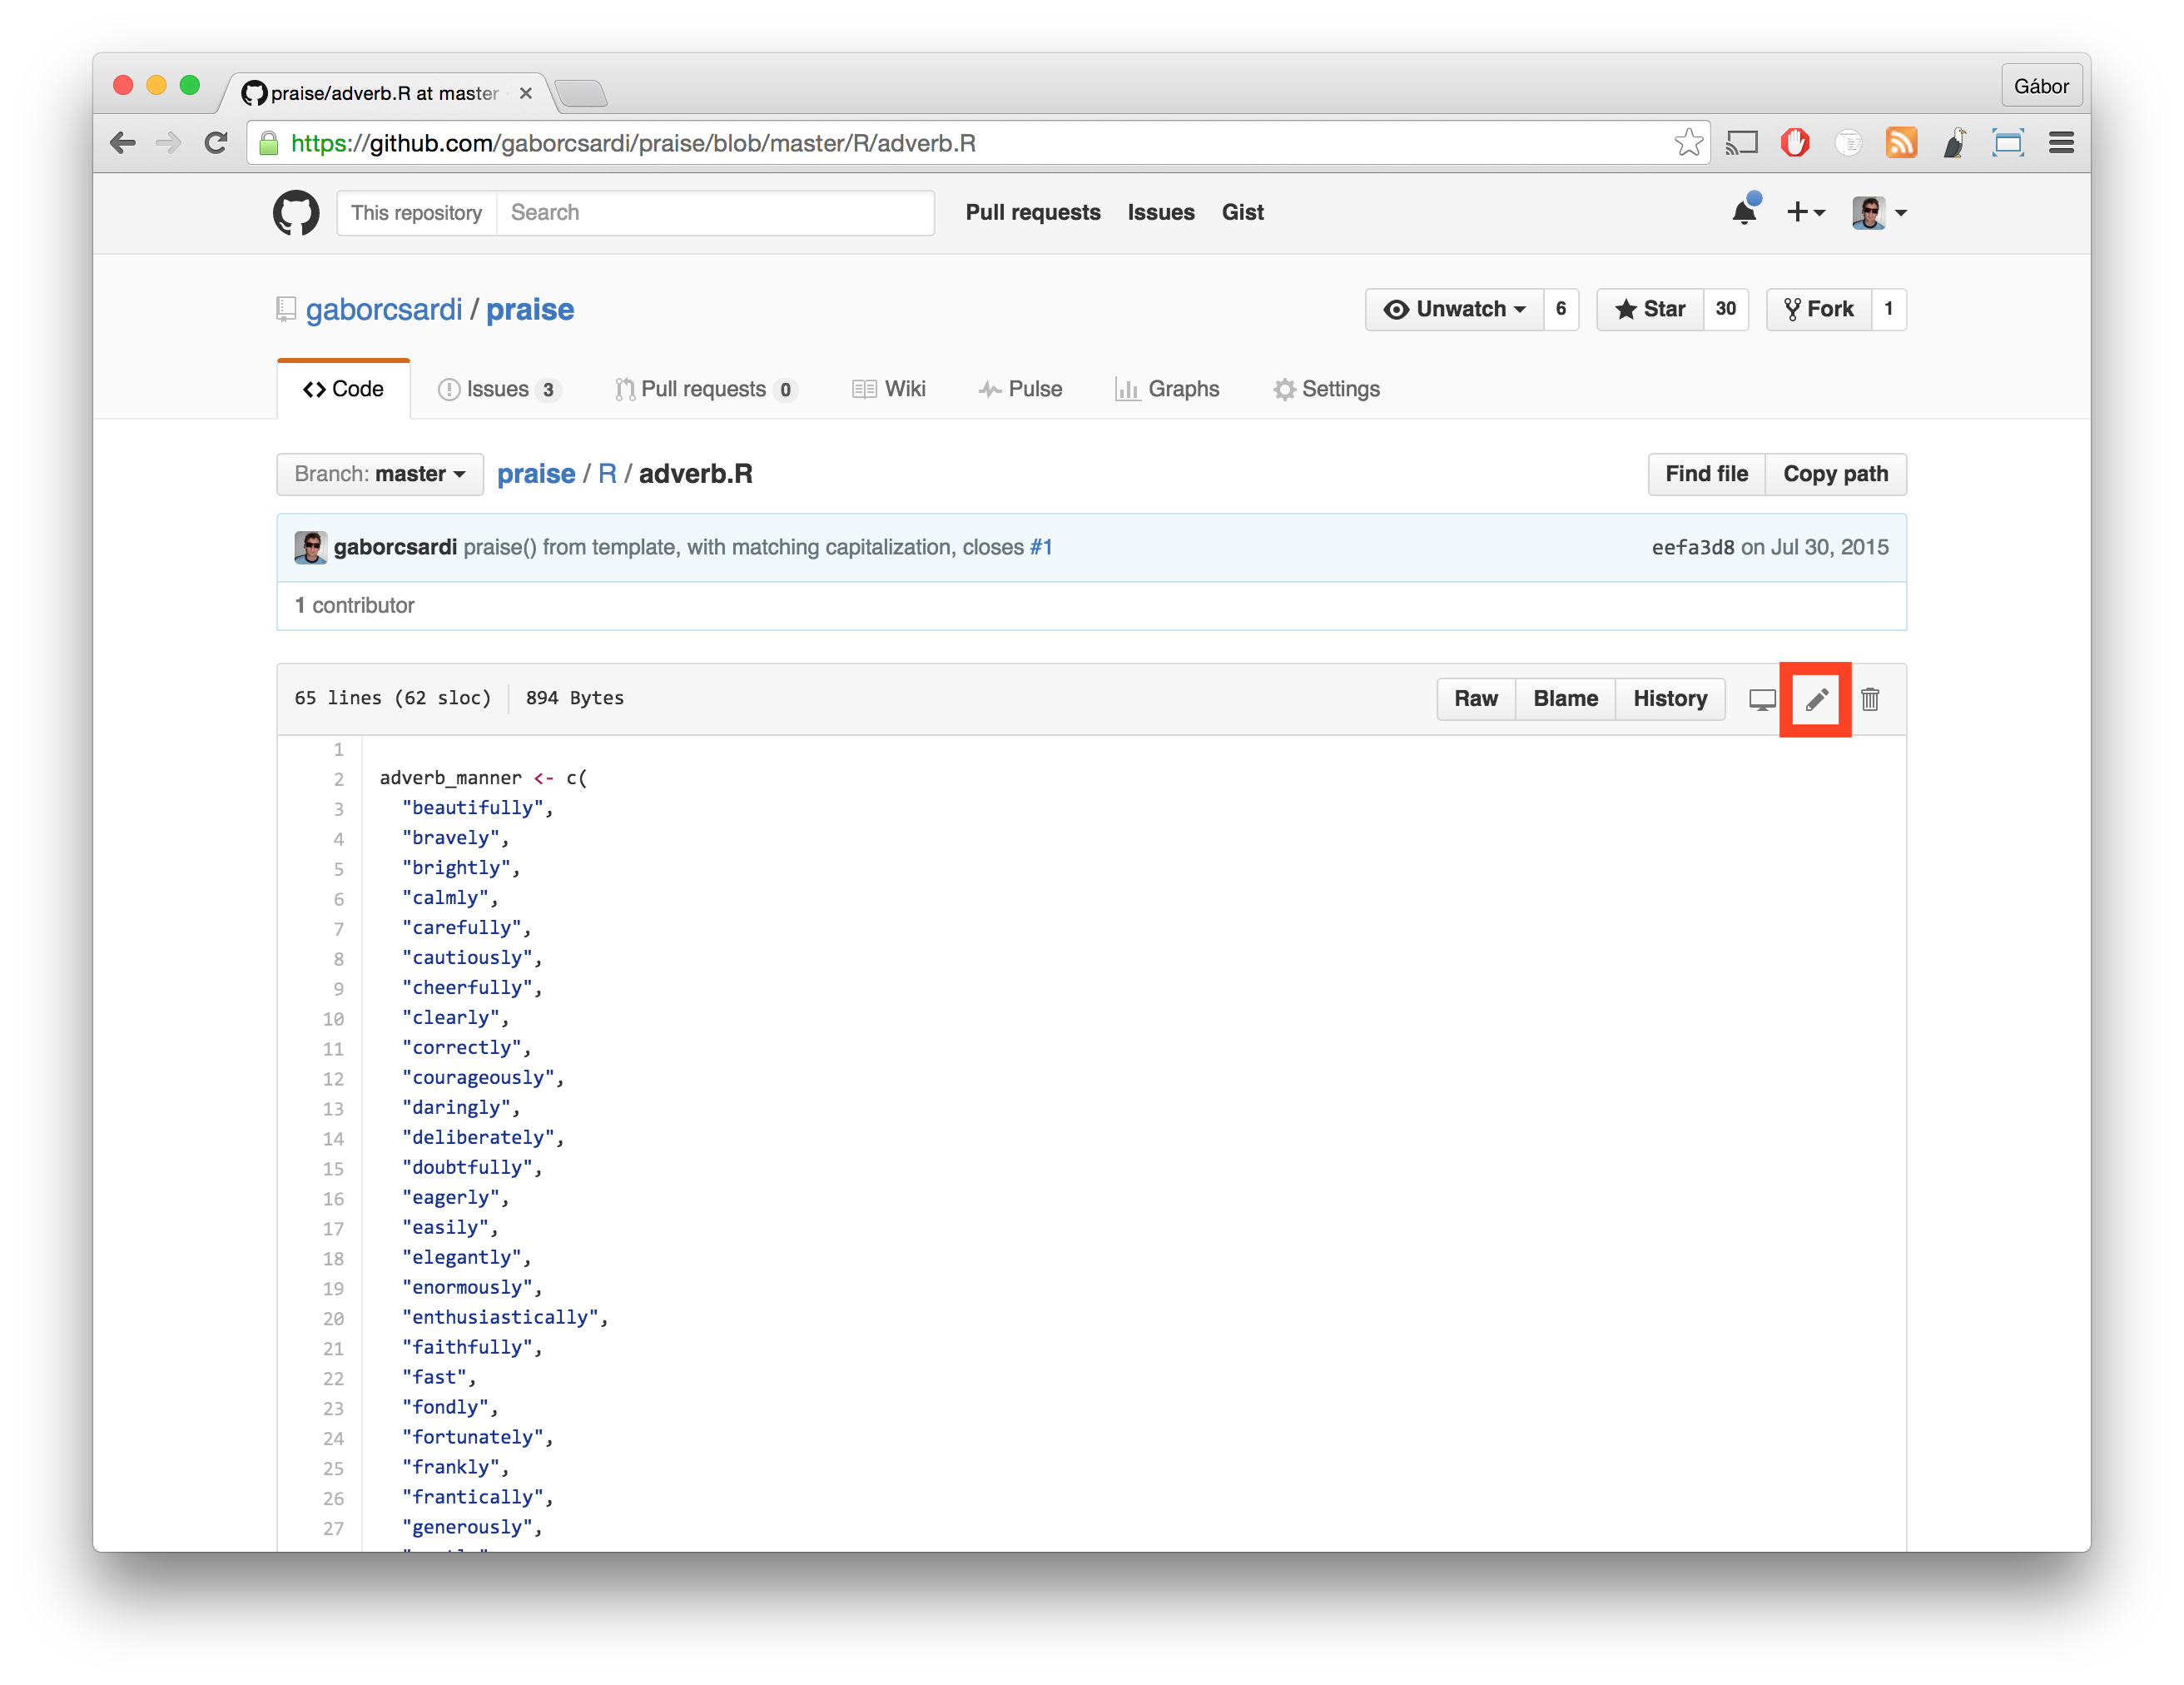 praise/adverb.R at master
Gábor
https://github.com/gaborcsardi/praise/blob/master/R/adverb.R
This repository Search Pull requests Issues Gist
gaborcsardi / praise Unwatch 6 Star 30 Fork 1
Code Issues 3 Pull requests 0 Wiki Pulse Graphs Settings
Branch: master praise / R / adverb.R Find file Copy path
gaborcsardi praise() from template, with matching capitalization, closes #1 eefa3d8 on Jul 30, 2015
1 contributor
65 lines (62 sloc) 894 Bytes Raw Blame History
1
2 adverb_manner <- c(
3 "beautifully",
4 "bravely",
5 "brightly",
6 "calmly",
7 "carefully",
8 "cautiously",
9 "cheerfully",
10 "clearly",
11 "correctly",
12 "courageously",
13 "daringly",
14 "deliberately",
15 "doubtfully",
16 "eagerly",
17 "easily",
18 "elegantly",
19 "enormously",
20 "enthusiastically",
21 "faithfully",
22 "fast",
23 "fondly",
24 "fortunately",
25 "frankly",
26 "frantically",
27 "generously",